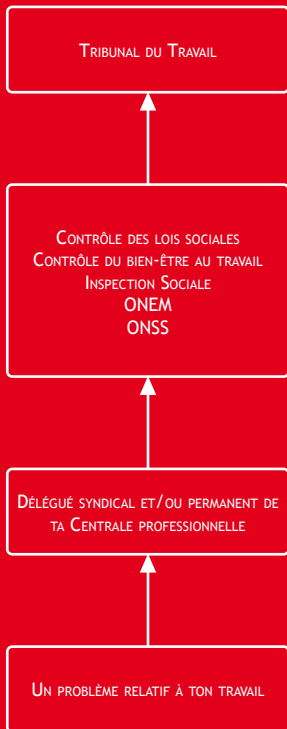 Tribunal du Travail
Contrôle des lois sociales
Contrôle du bien-être au travail
Inspection Sociale
ONEM
ONSS
Délégué syndical et/ou permanent de
ta Centrale professionnelle
Un problème relatif à ton travail